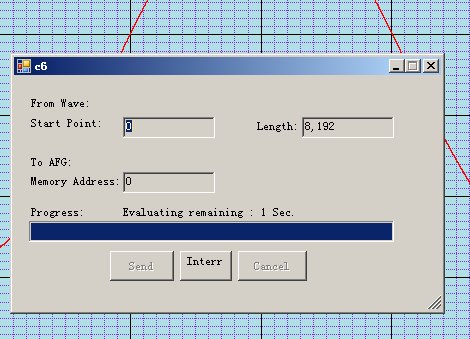 c6
From Wave:
Start Point: 0 Length: 8,192
To AFG:
Memory Address: 0
Progress: Evaluating remaining : 1 Sec.
Send Interr Cancel